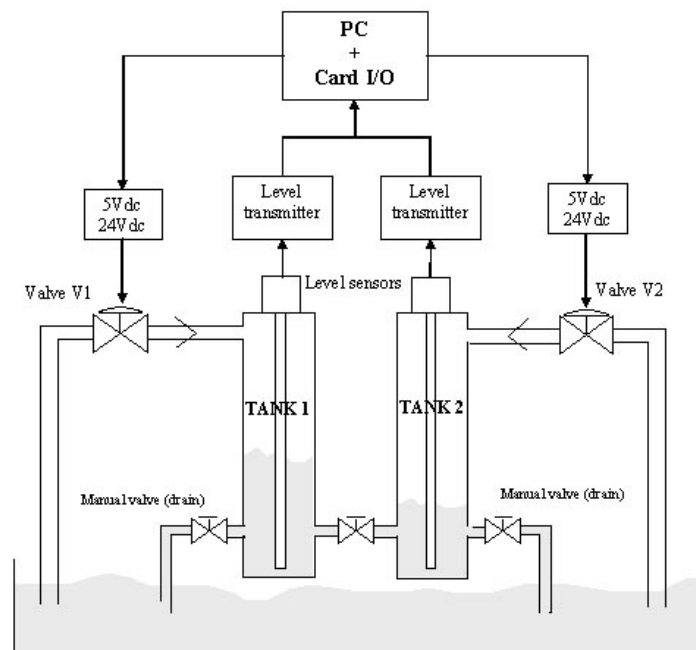 PC
+
Card I/O
5Vdc
24Vdc
Level
transmitter
Level
transmitter
5Vdc
24Vdc
Valve V1
Level sensors
Valve V2
TANK 1
TANK 2
Manual valve (drain)
Manual valve (drain)